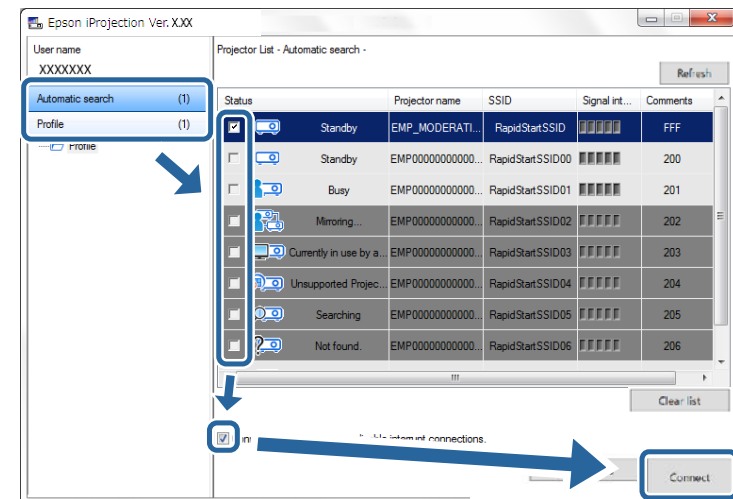 Epson iProjection Ver. X.XX
User name
XXXXXXX
Projector List - Automatic search -
Refresh
Automatic search (1)
Profile (1)
Profile
Status Projector name SSID Signal int... Comments
Standby EMP_MODERATI... RapidStartSSID FFF
Standby EMP00000000000... RapidStartSSID00 200
Busy EMP00000000000... RapidStartSSID01 201
Mirroring... EMP00000000000... RapidStartSSID02 202
Currently in use by a... EMP00000000000... RapidStartSSID03 203
Unsupported Projec... EMP00000000000... RapidStartSSID04 204
Searching EMP00000000000... RapidStartSSID05 205
Not found. EMP00000000000... RapidStartSSID06 206
Clear list
interrupt connections.
Connect